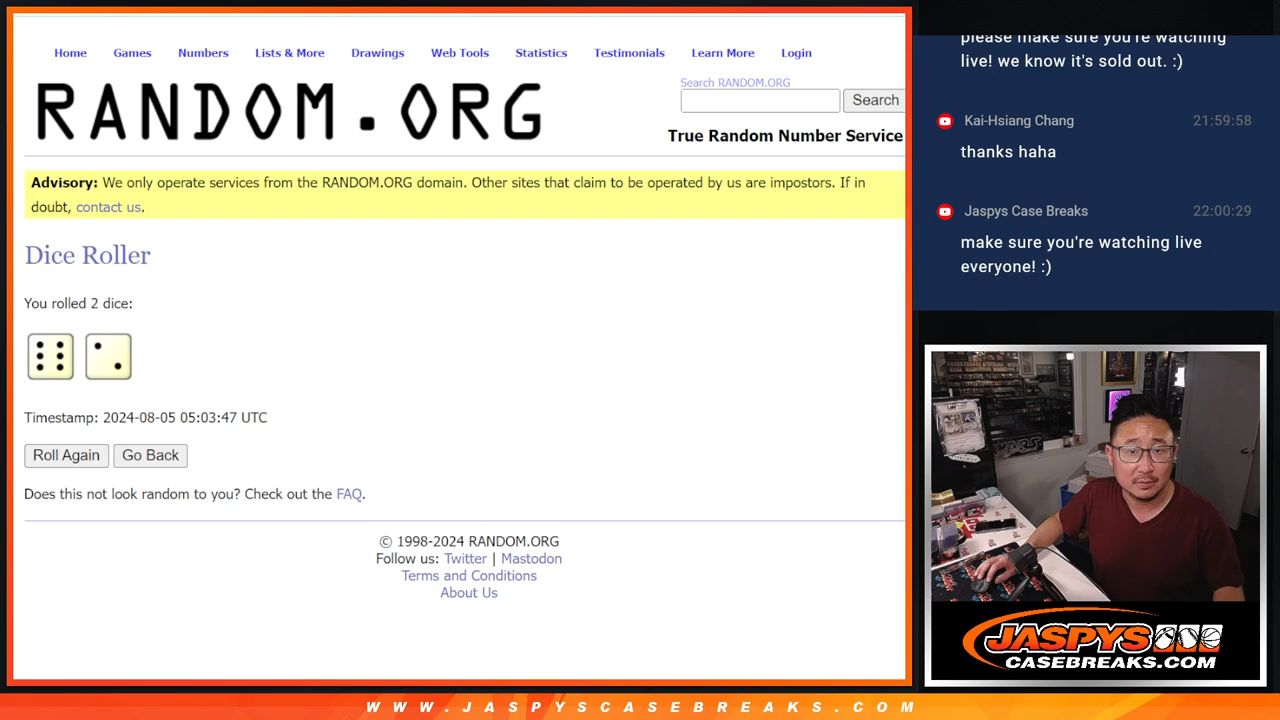 Home Games Numbers Lists & More Drawings Web Tools Statistics Testimonials Learn More Login
RANDOM.ORG
Search RANDOM.ORG
Search
True Random Number Service
Advisory: We only operate services from the RANDOM.ORG domain. Other sites that claim to be operated by us are impostors. If in
doubt, contact us.
Dice Roller
You rolled 2 dice:
Timestamp: 2024-08-05 05:03:47 UTC
Roll Again Go Back
Does this not look random to you? Check out the FAQ.
© 1998-2024 RANDOM.ORG
Follow us: Twitter | Mastodon
Terms and Conditions
About Us
please make sure you're watching
live! we know it's sold out. :)
Kai-Hsiang Chang 21:59:58
thanks haha
Jaspys Case Breaks 22:00:29
make sure you're watching live
everyone! :)
JASPYS
CASEBREAKS.COM
WWW.JASPYSCASEBREAKS.COM